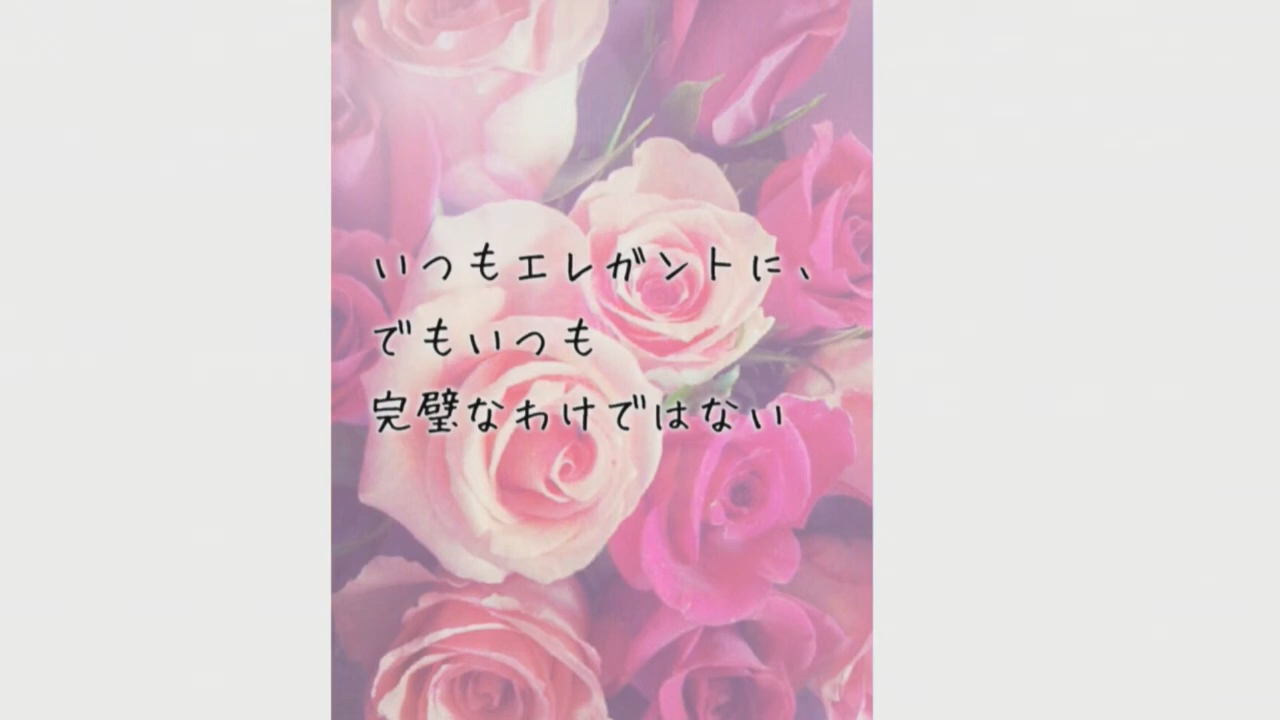 いつもエレガントに、
でもいつも
完璧なわけではない